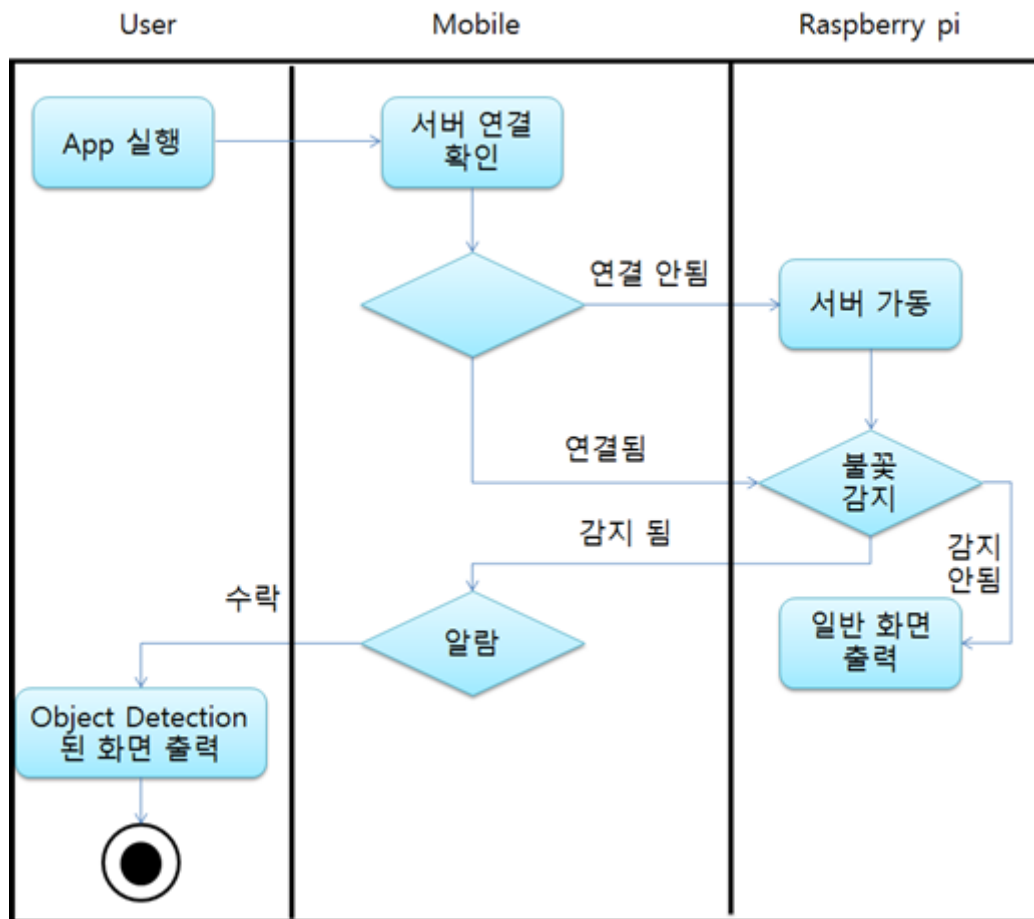 User
Mobile
Raspberry pi
App 실행
서버 연결
확인
연결 안됨
서버 가동
연결됨
불꽃
감지
감지 됨
감지
안됨
수락
알람
일반 화면
출력
Object Detection
된 화면 출력